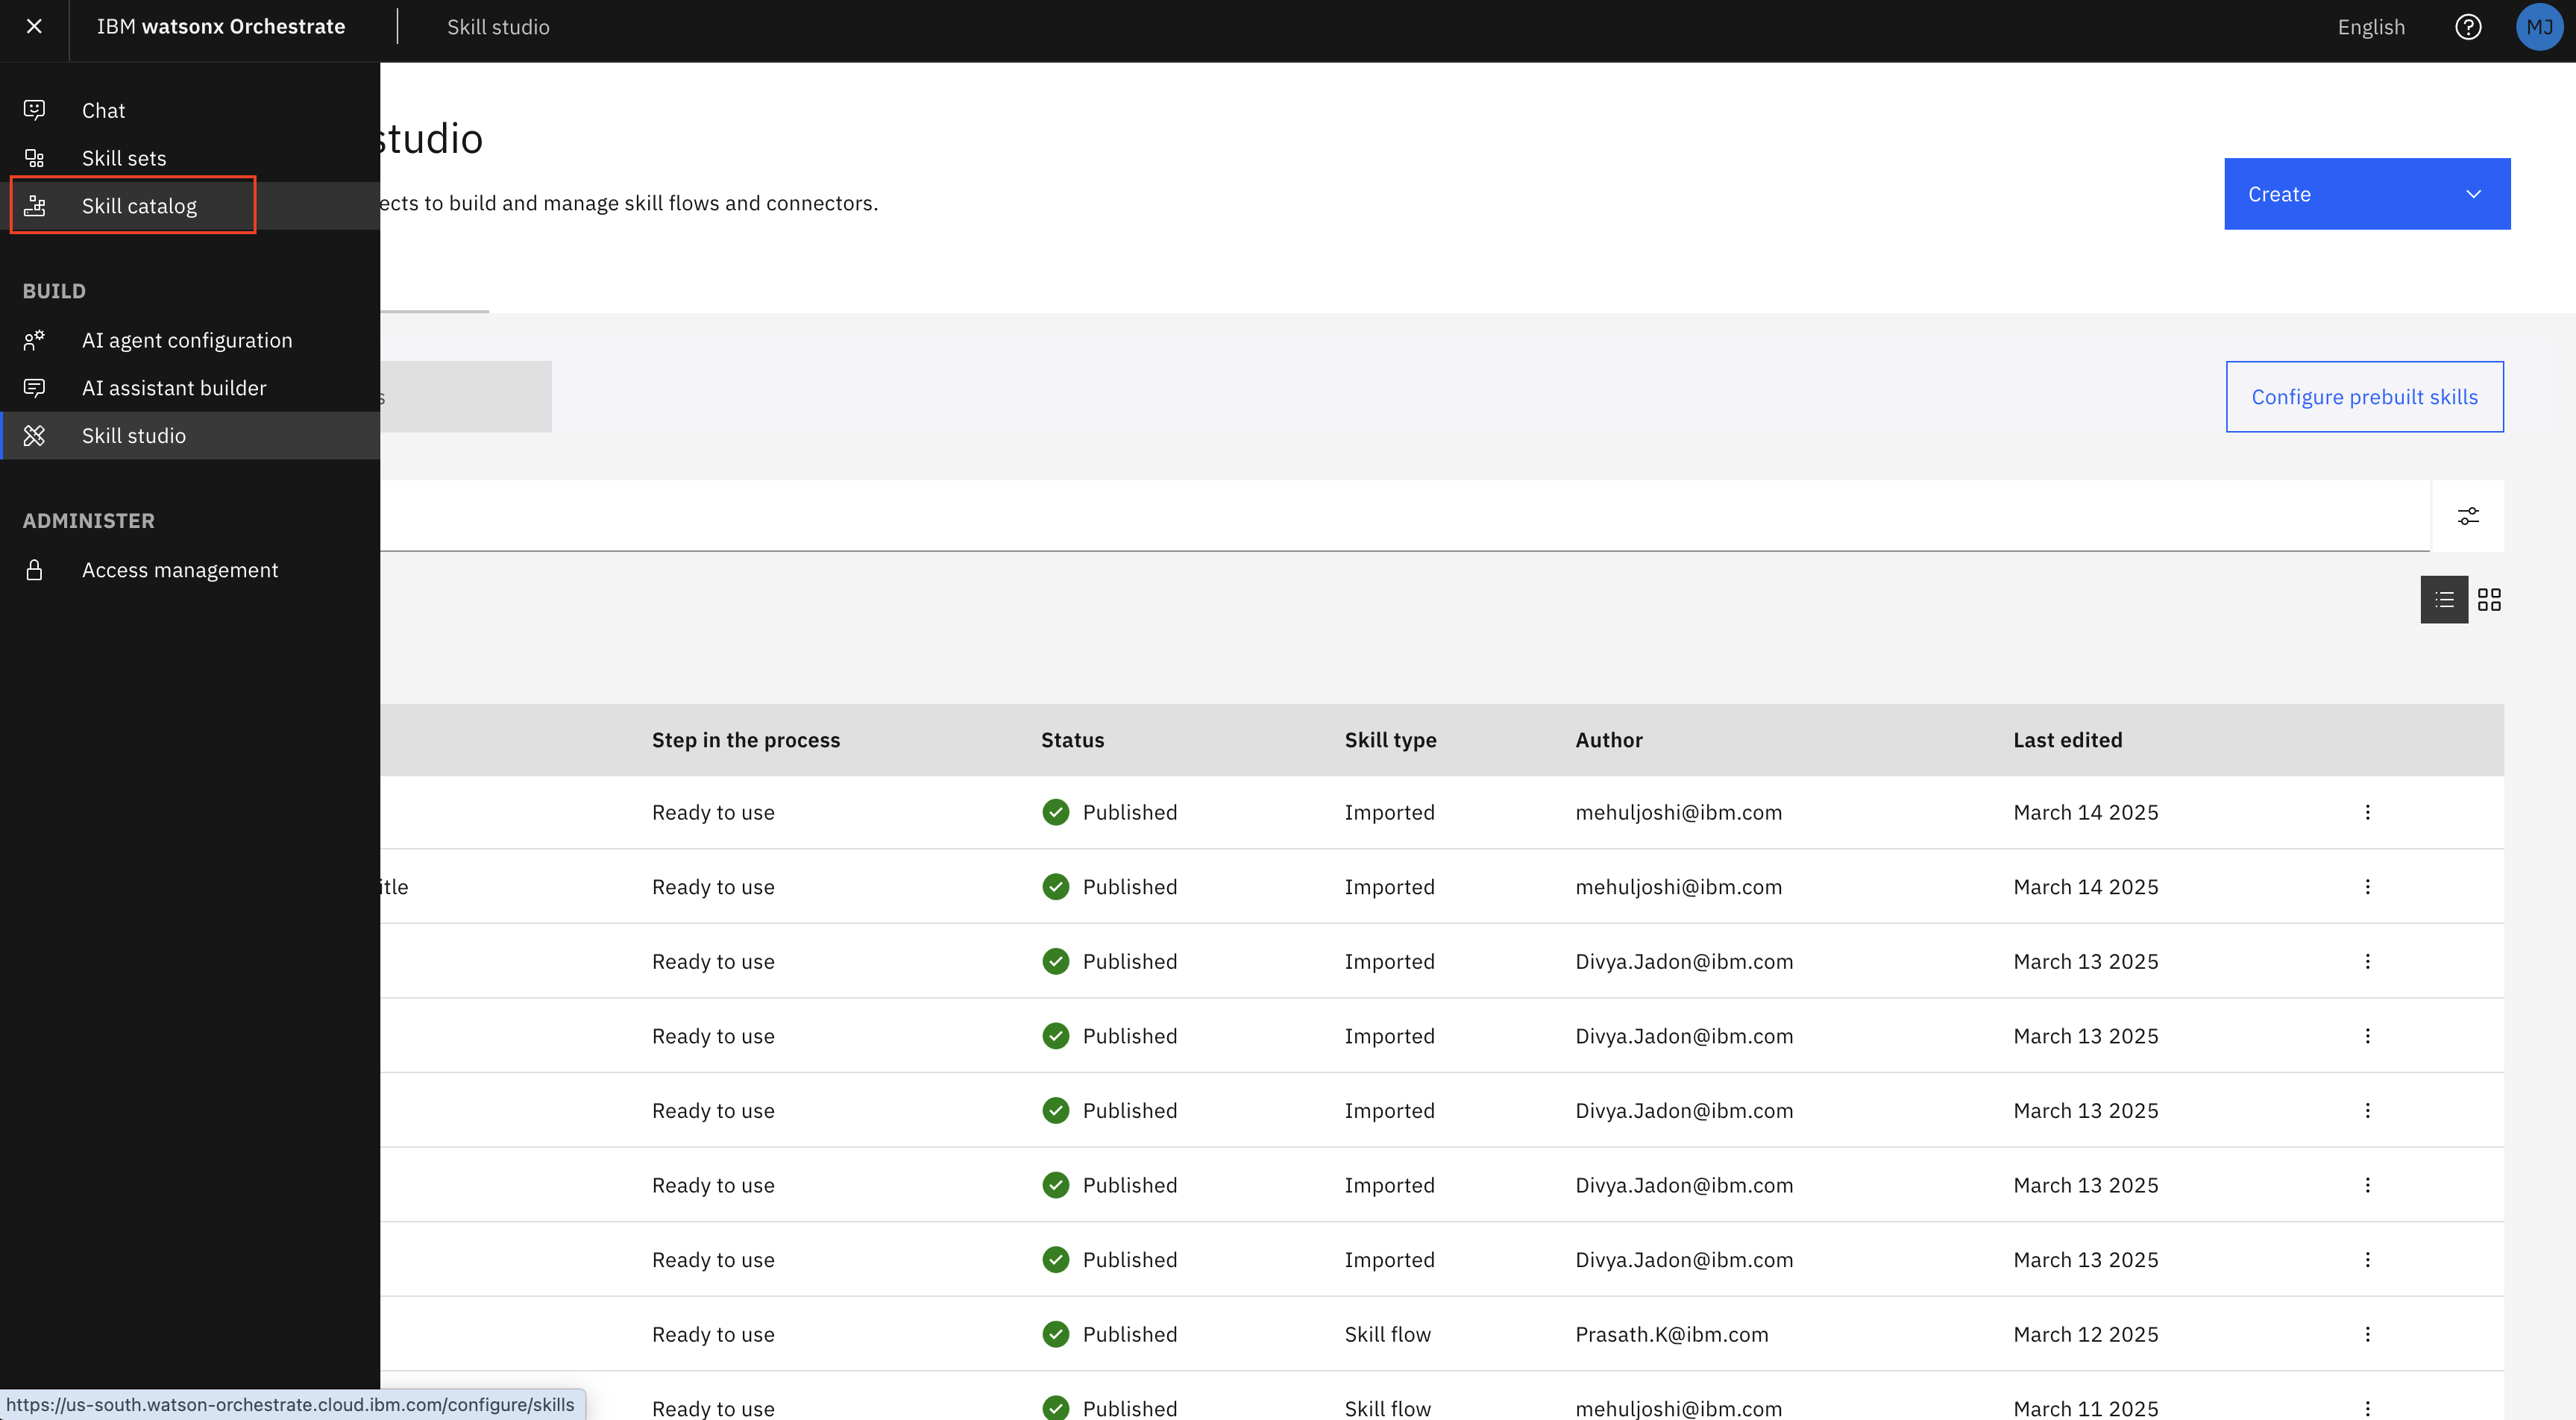 IBM watsonx Orchestrate
Skill studio
English
MJ
Chat
Skill sets
Skill catalog
BUILD
AI agent configuration
AI assistant builder
Skill studio
ADMINISTER
Access management
studio
ects to build and manage skill flows and connectors.
Create
s
Configure prebuilt skills
Step in the process Status Skill type Author Last edited
Ready to use Published Imported mehuljoshi@ibm.com March 14 2025
itle Ready to use Published Imported mehuljoshi@ibm.com March 14 2025
Ready to use Published Imported Divya.Jadon@ibm.com March 13 2025
Ready to use Published Imported Divya.Jadon@ibm.com March 13 2025
Ready to use Published Imported Divya.Jadon@ibm.com March 13 2025
Ready to use Published Imported Divya.Jadon@ibm.com March 13 2025
Ready to use Published Imported Divya.Jadon@ibm.com March 13 2025
Ready to use Published Skill flow Prasath.K@ibm.com March 12 2025
Ready to use Published Skill flow mehuljoshi@ibm.com March 11 2025
https://us-south.watson-orchestrate.cloud.ibm.com/configure/skills